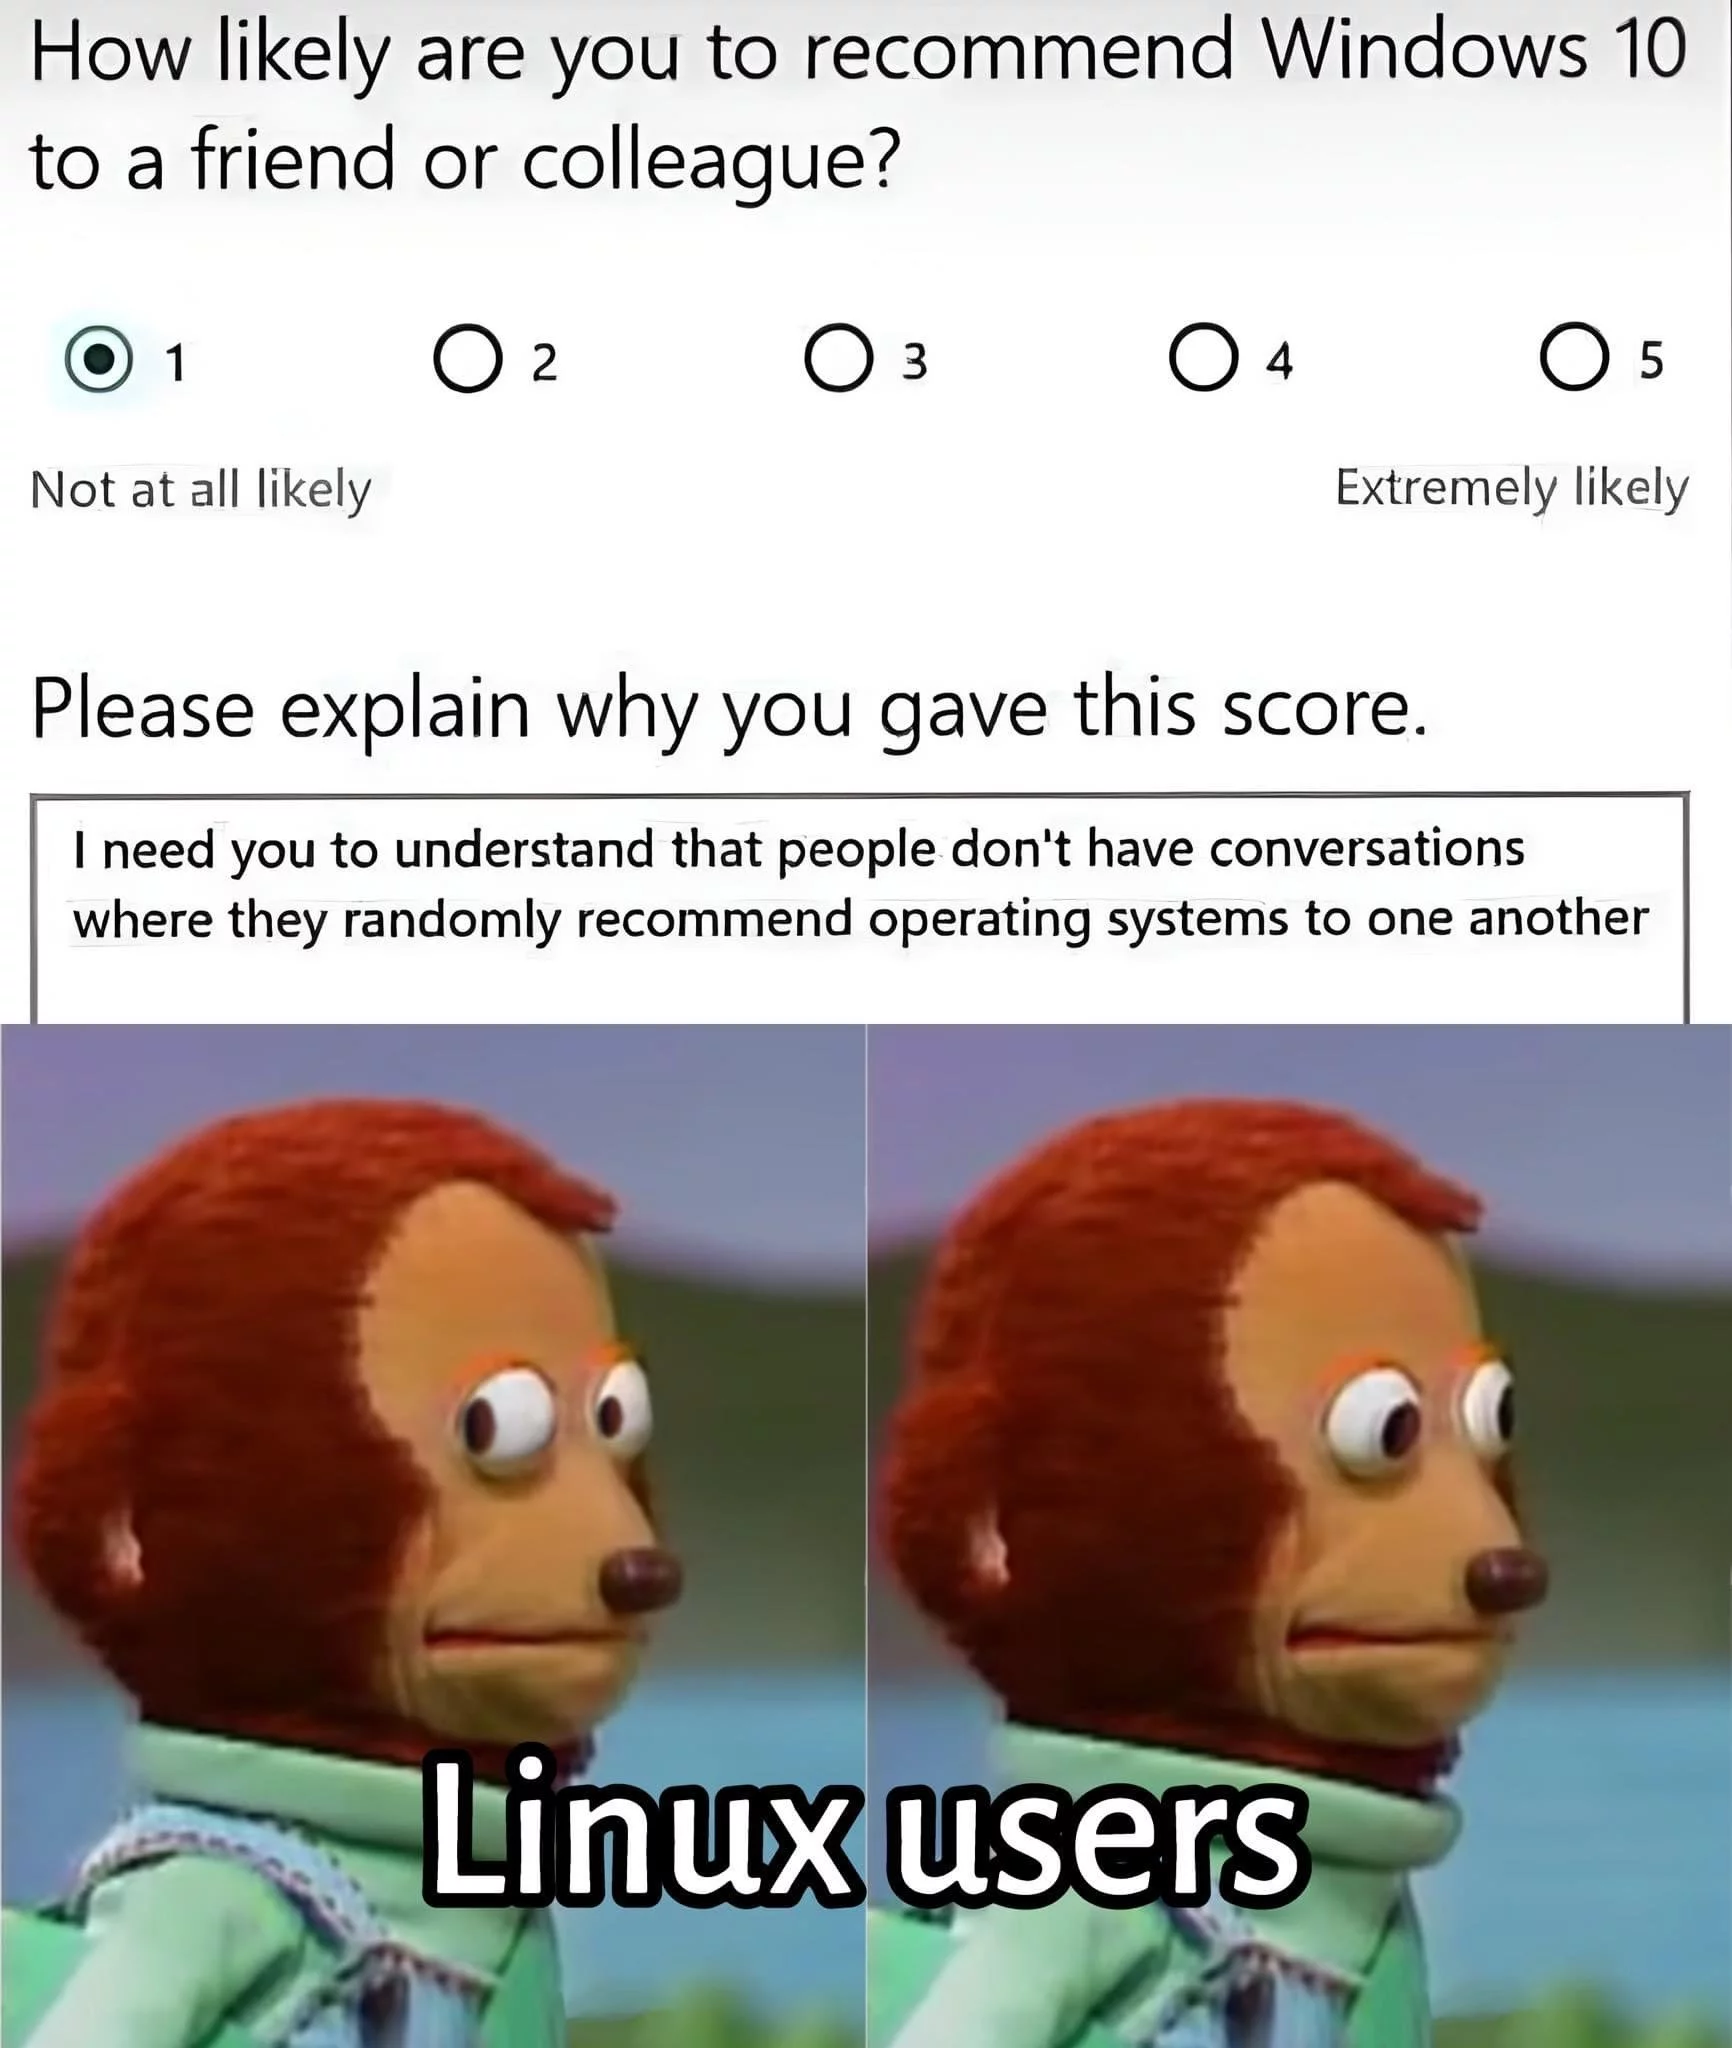 How likely are you to recommend Windows 10
to a friend or colleague?
1 2 3 4 5
Not at all likely Extremely likely
Please explain why you gave this score.
I need you to understand that people don't have conversations
where they randomly recommend operating systems to one another
Linux users